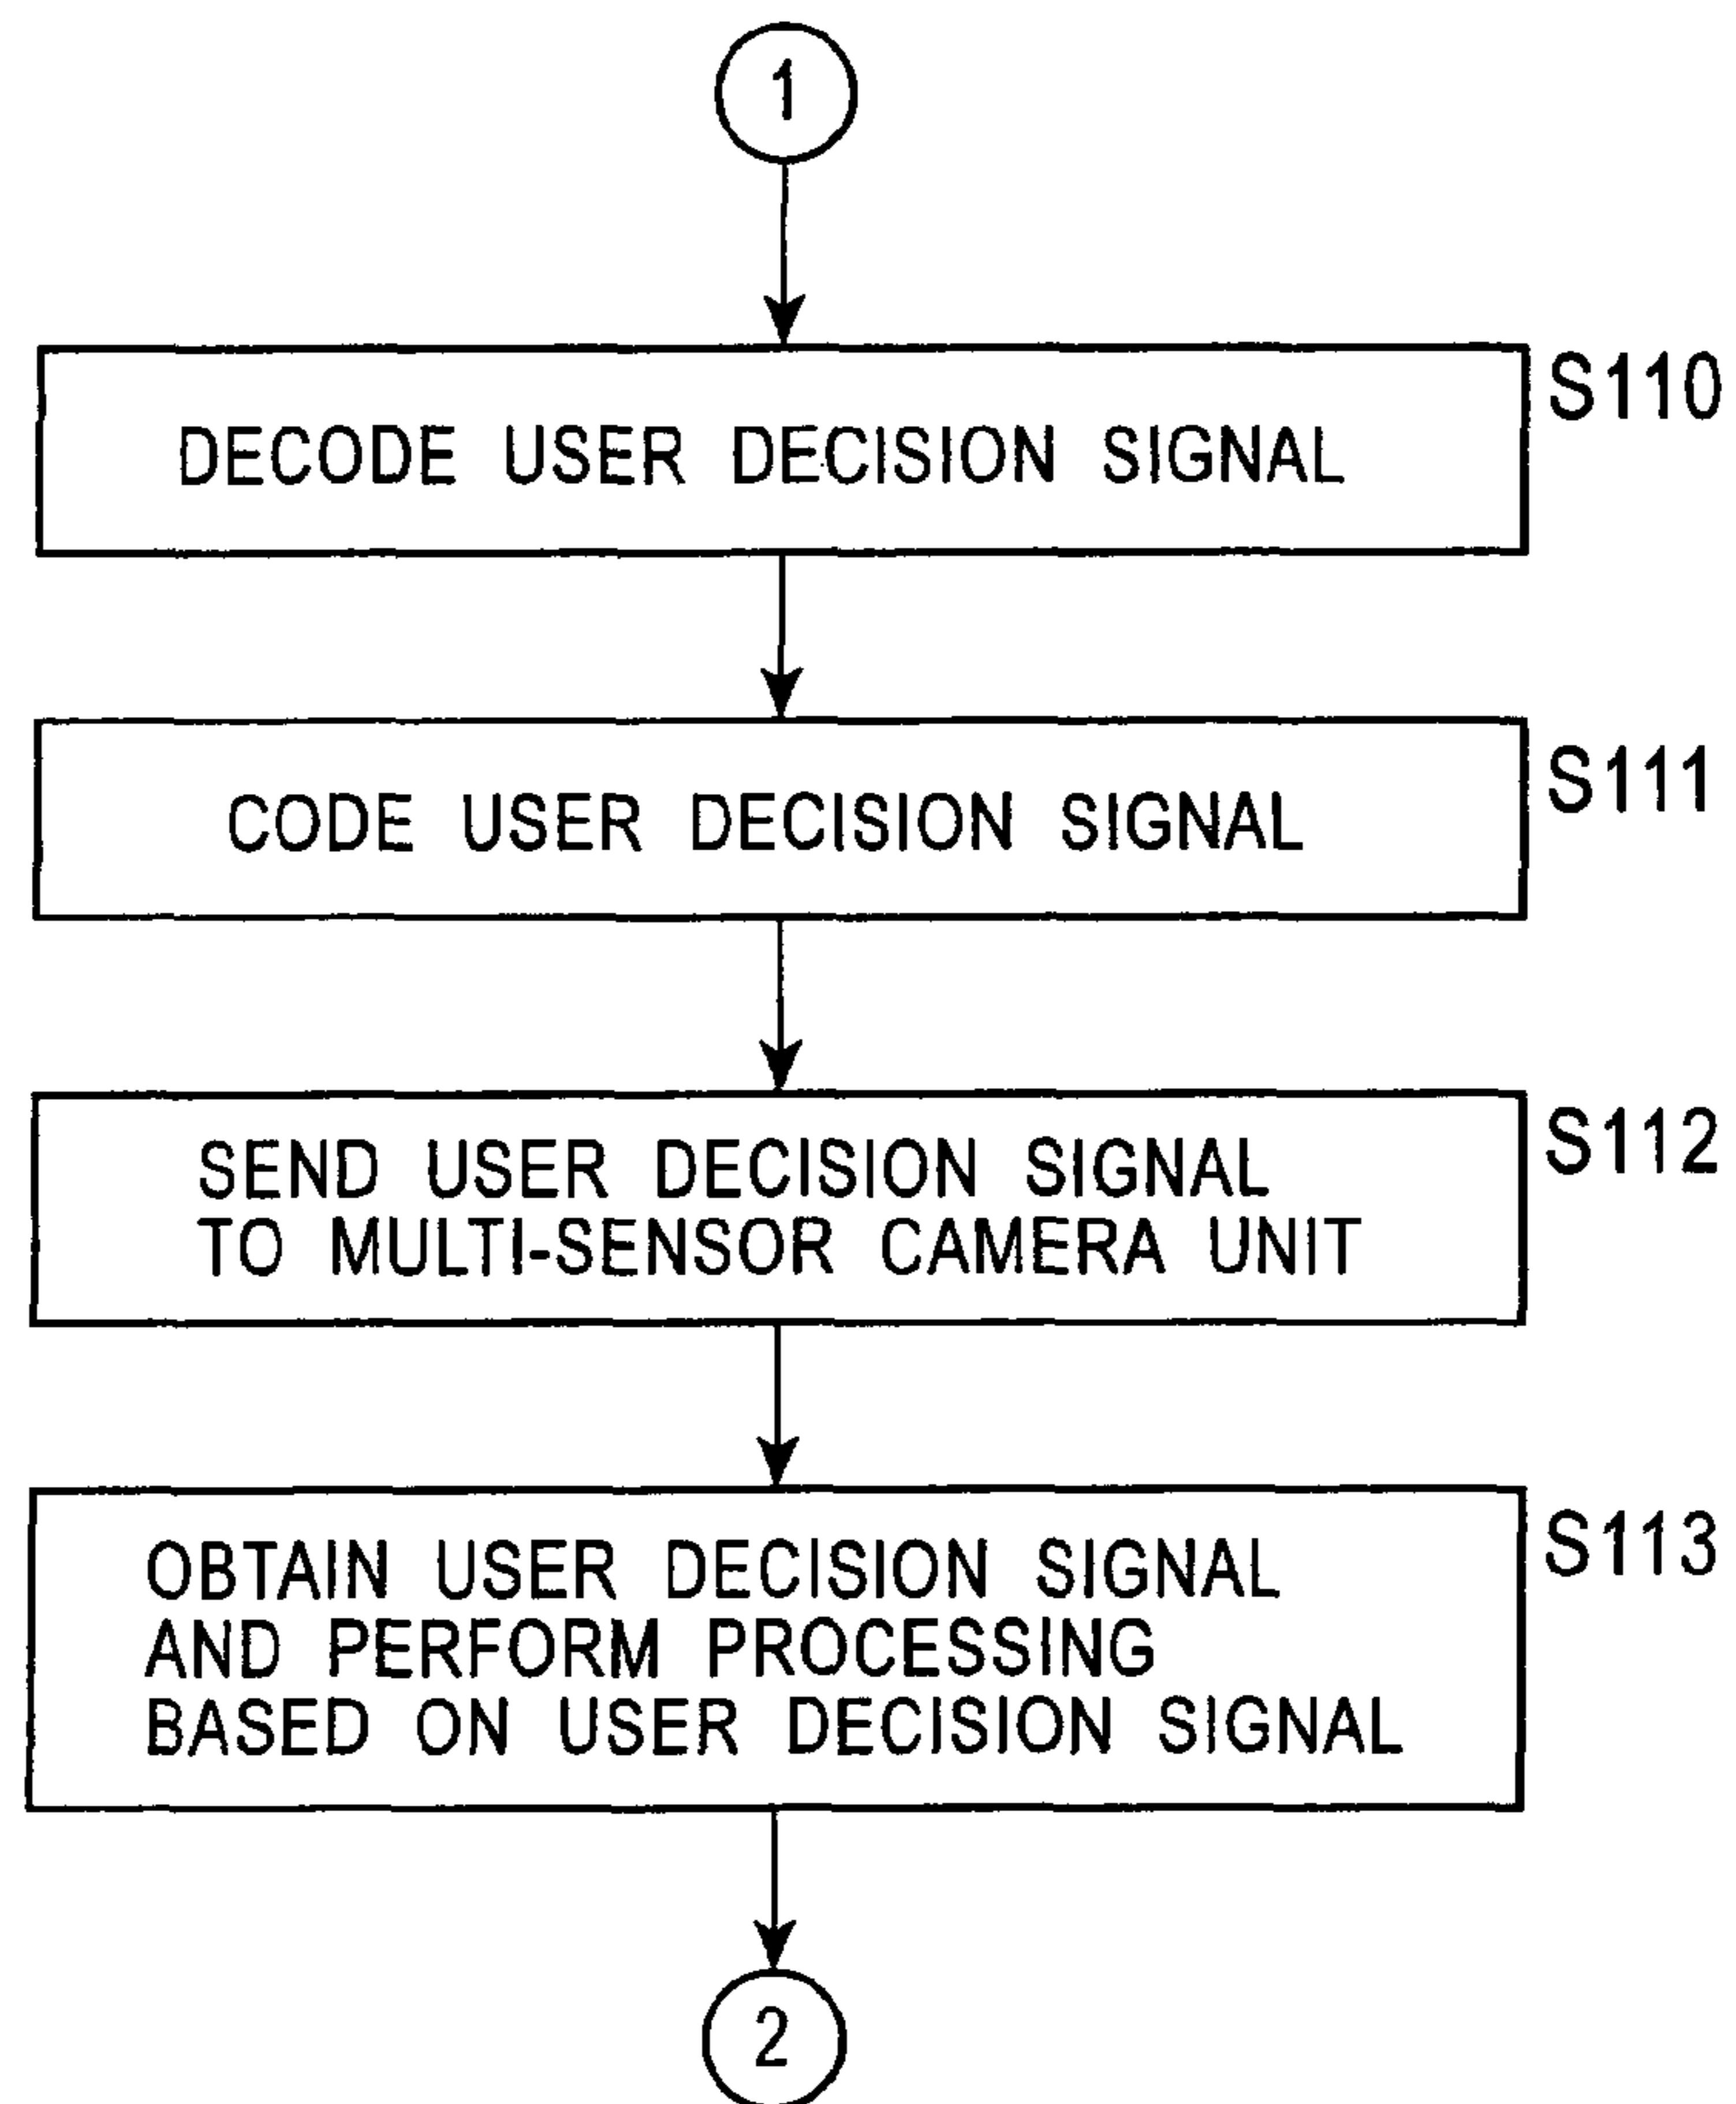 1
S110
DECODE USER DECISION SIGNAL
S111
CODE USER DECISION SIGNAL
S112
SEND USER DECISION SIGNAL
TO MULTI-SENSOR CAMERA UNIT
S113
OBTAIN USER DECISION SIGNAL
AND PERFORM PROCESSING
BASED ON USER DECISION SIGNAL
2